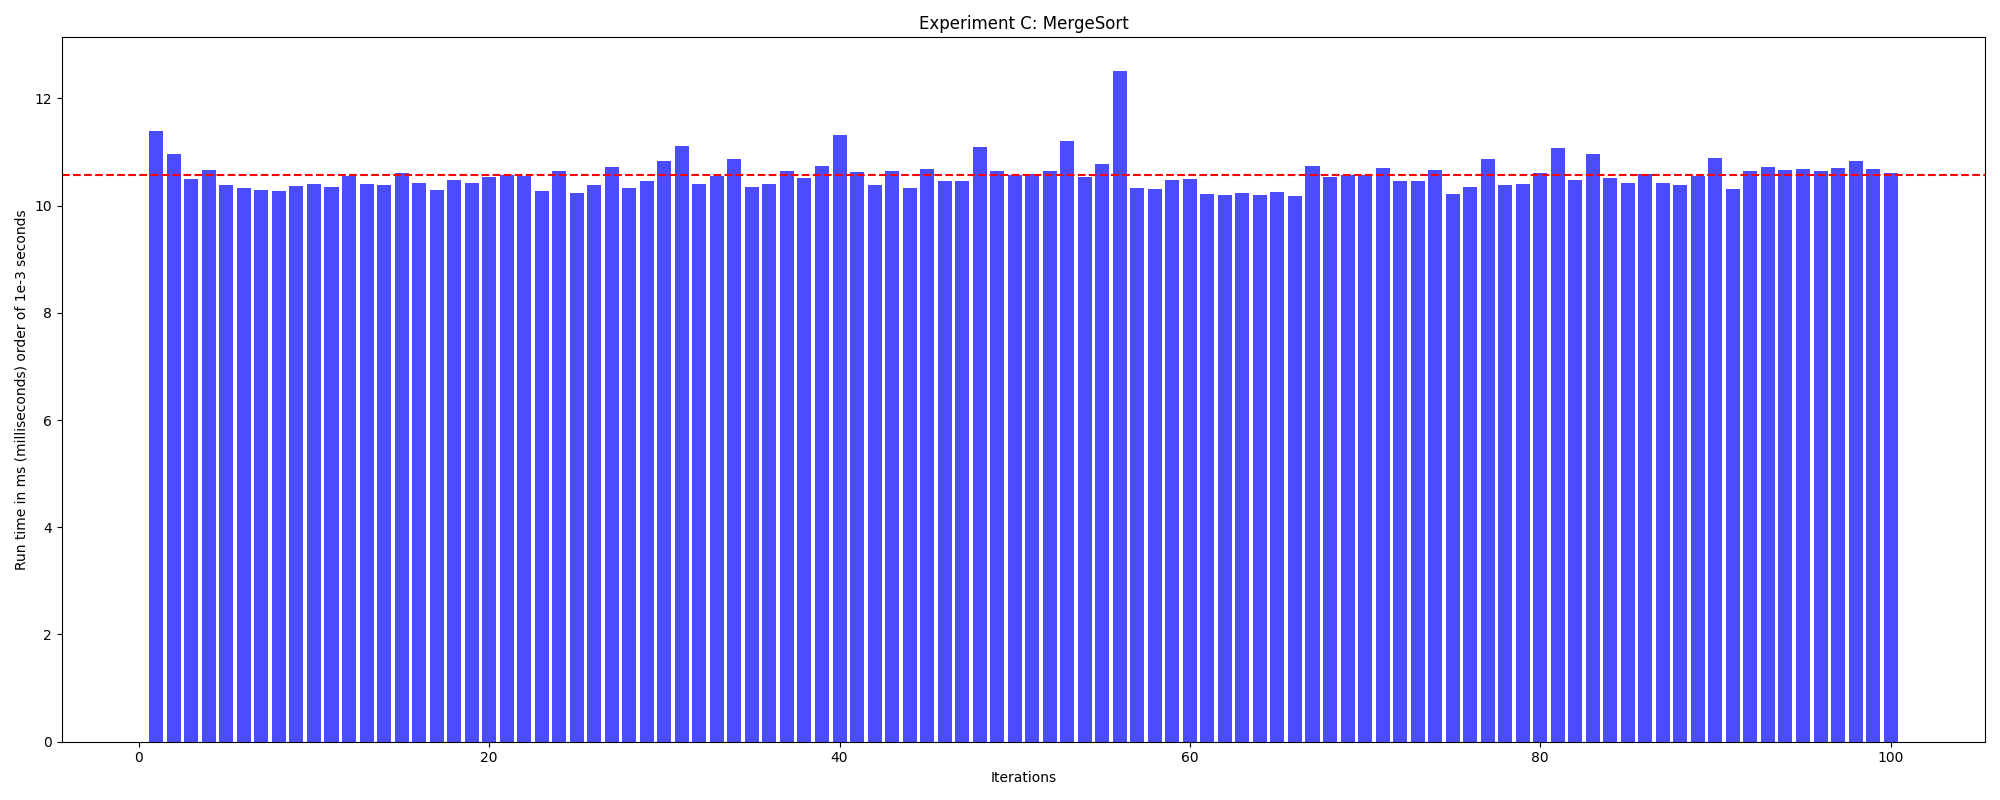 Experiment C: MergeSort
Run time in ms (milliseconds) order of 1e-3 seconds
12
10
8
6
4
2
0
0 20 40 60 80 100
Iterations